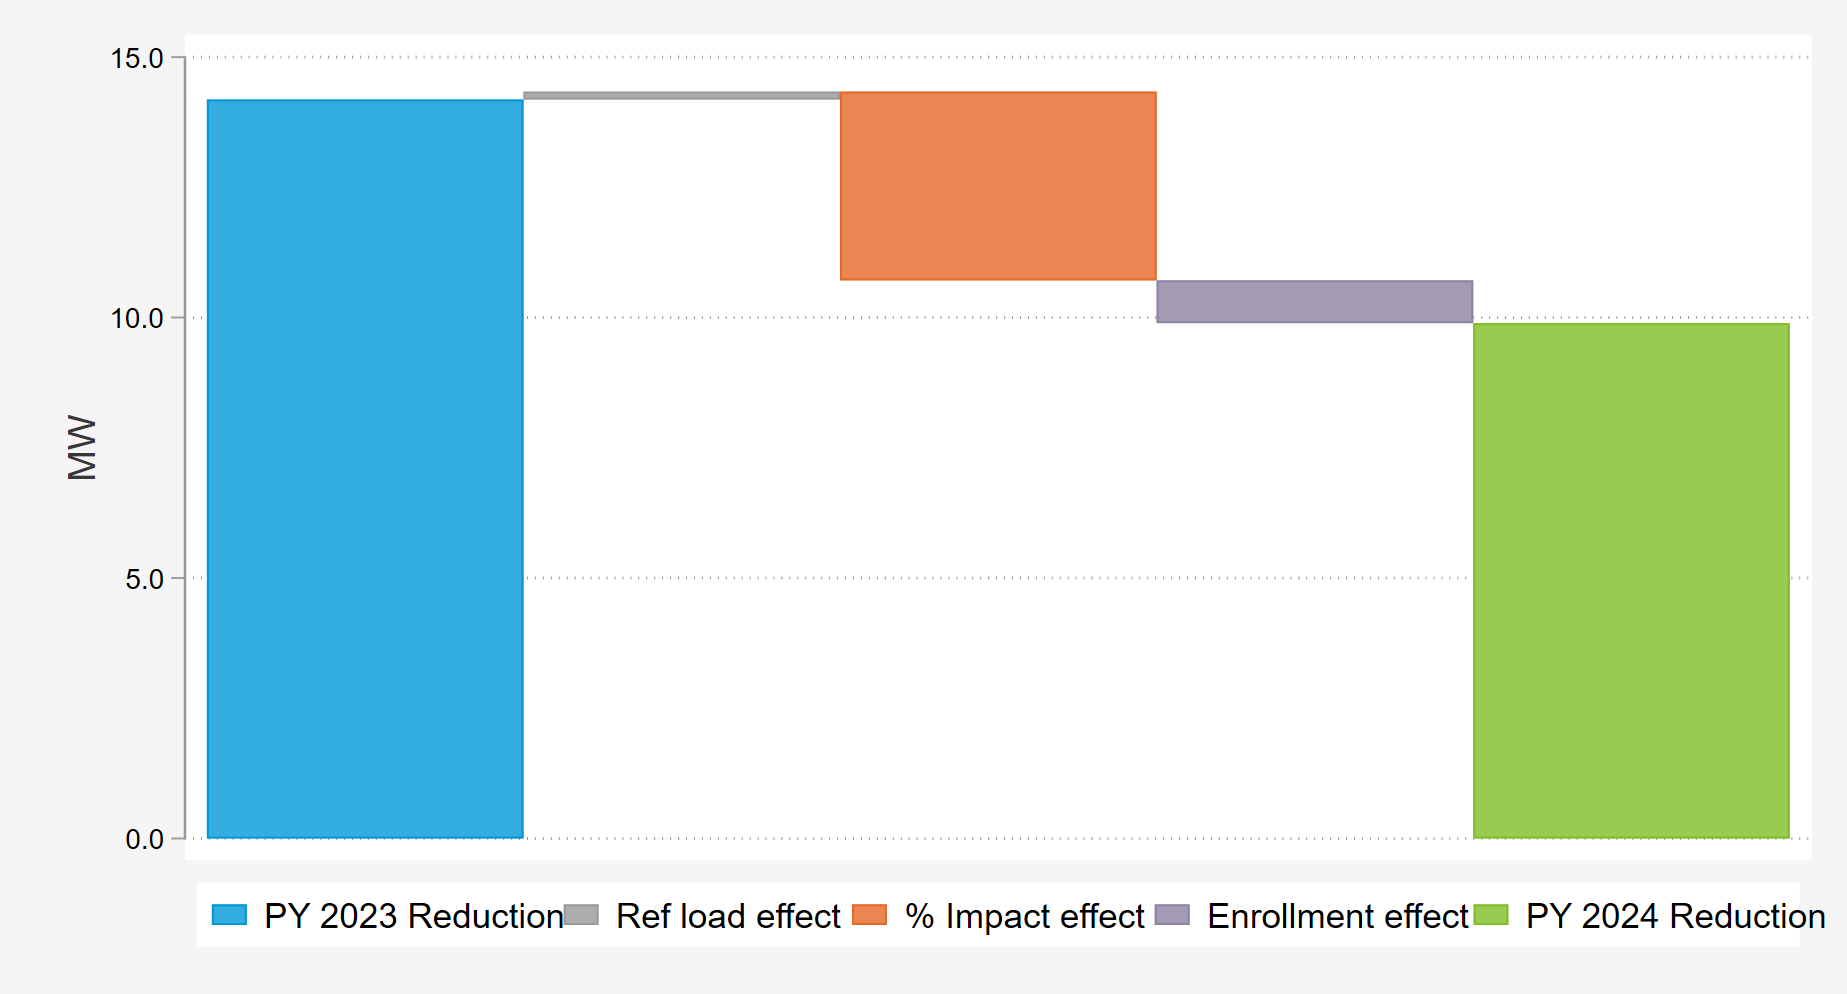 15.0
10.0
5.0
0.0
MW
PY 2023 Reduction Ref load effect % Impact effect Enrollment effect PY 2024 Reduction